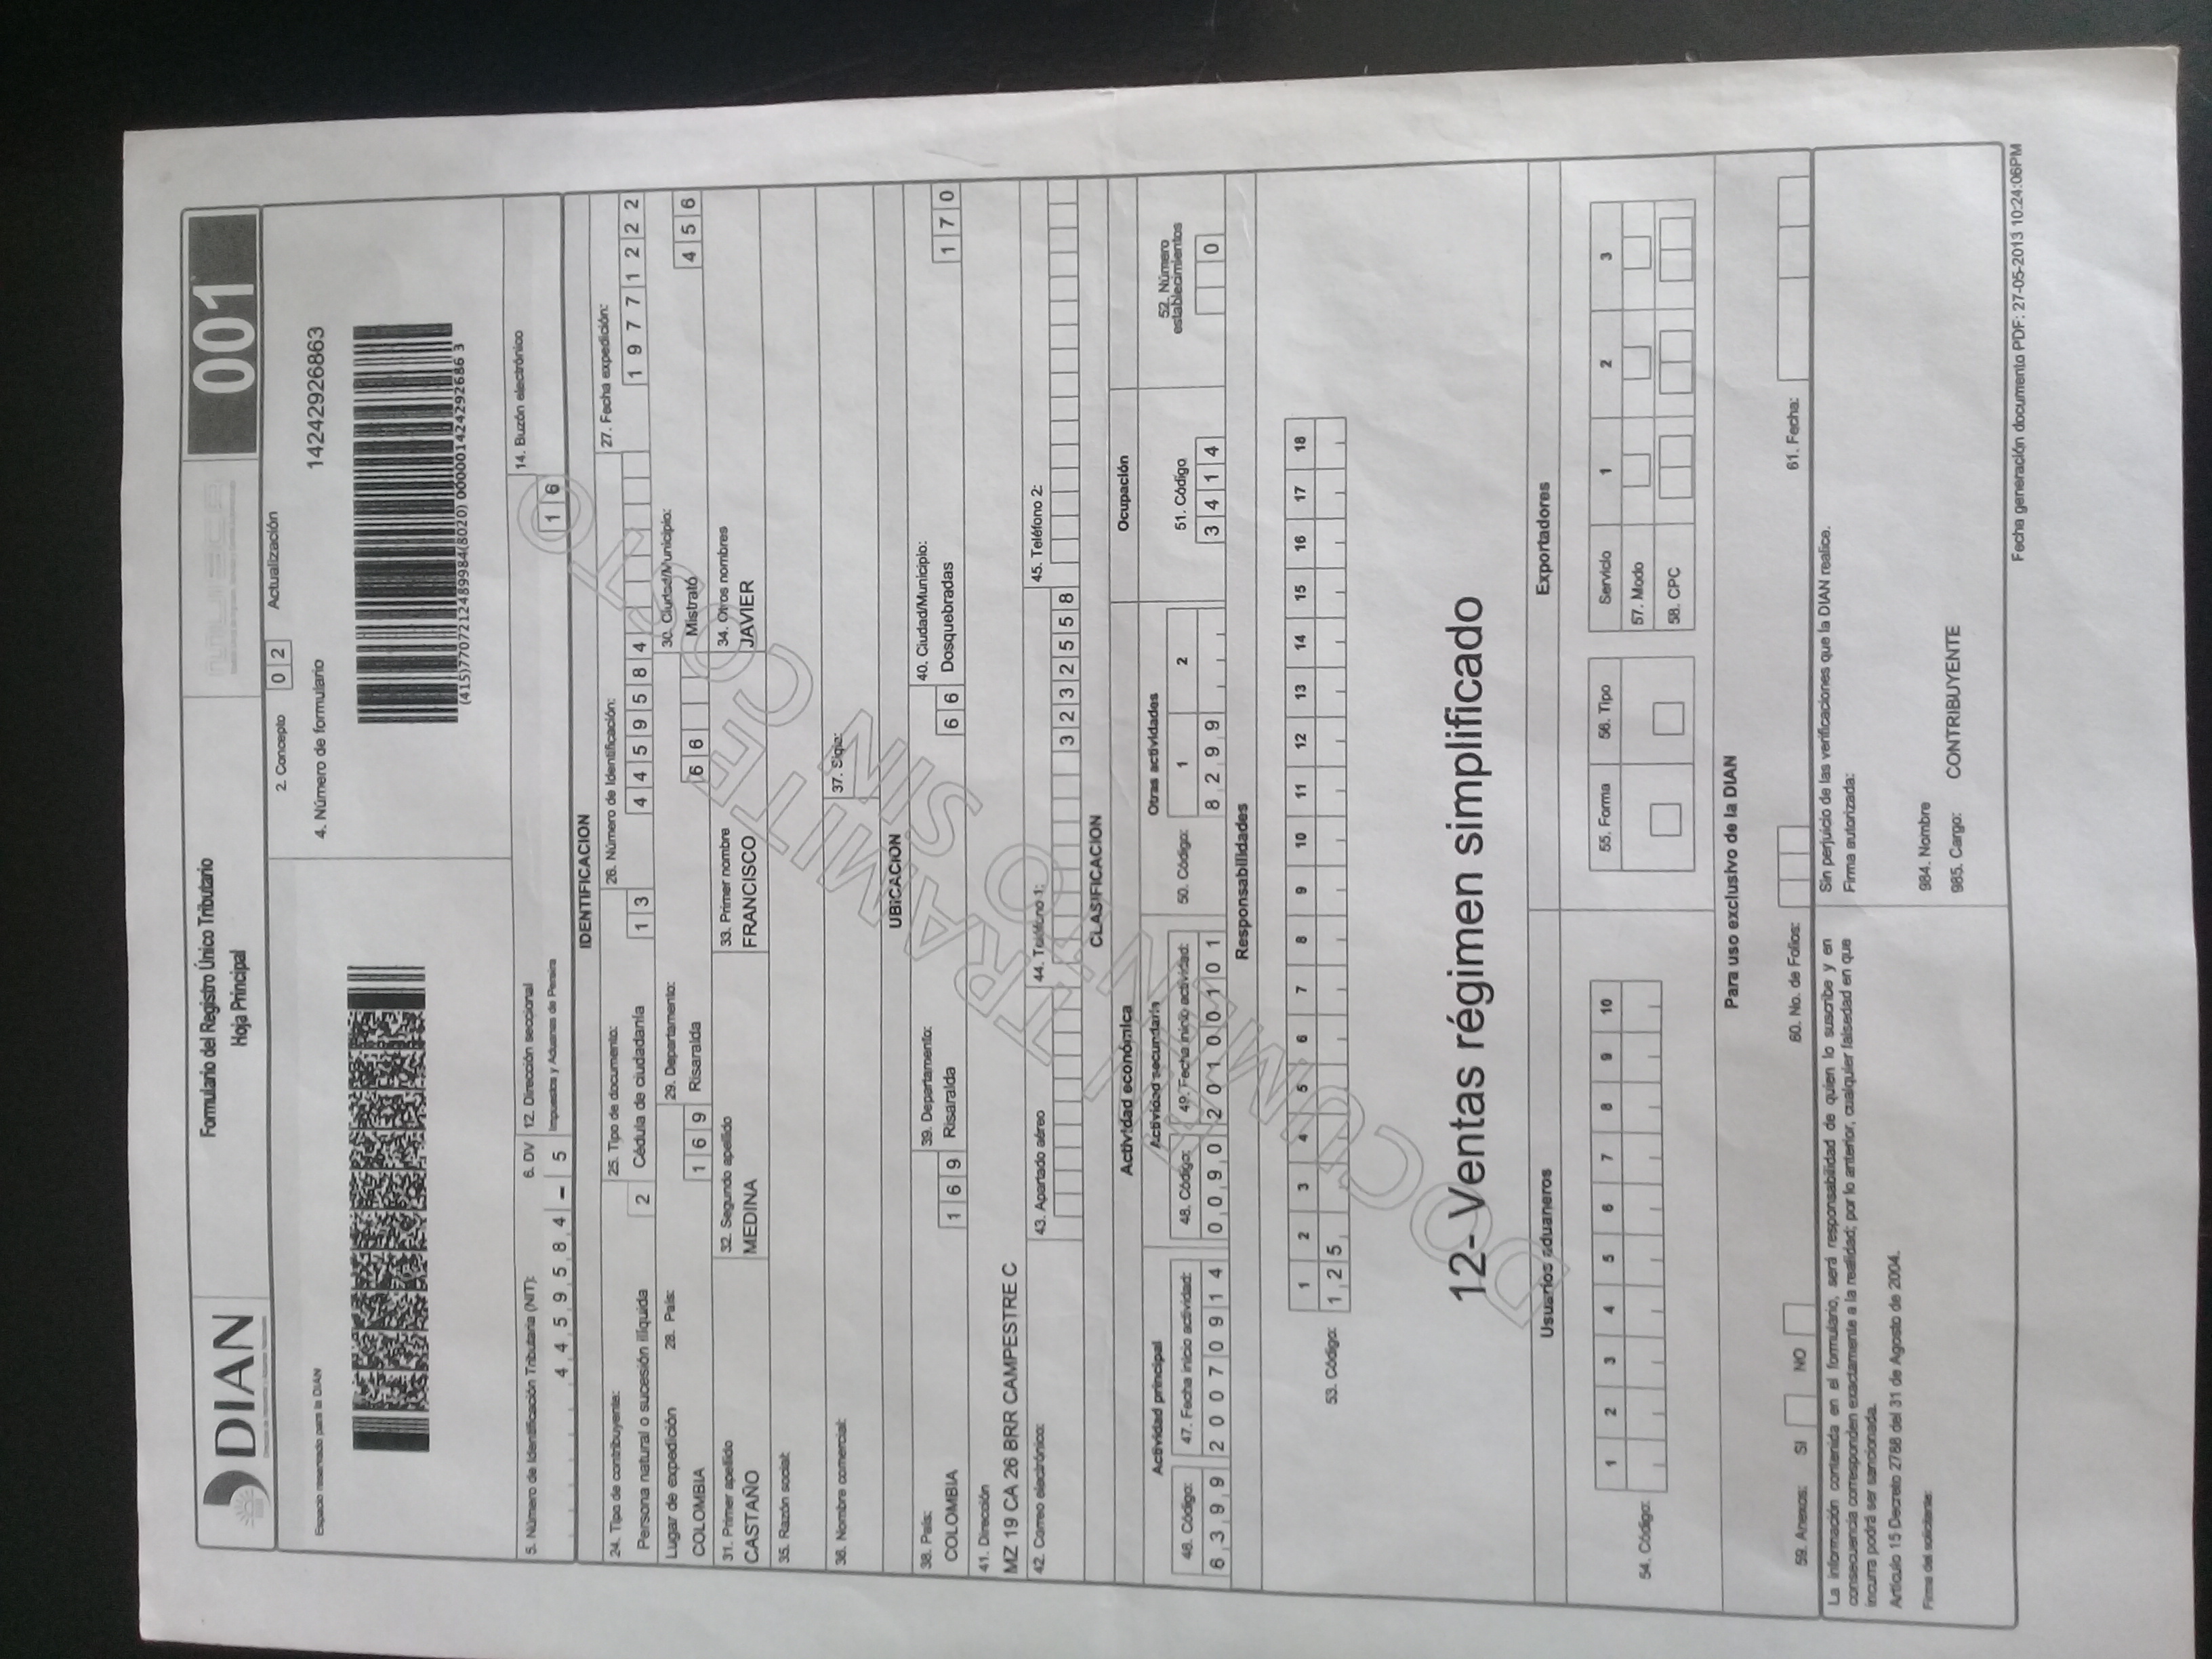 DIAN
Formulario del Registro Único Tributario
Hoja Principal
001
2. Concepto 0 2 Actualización
Espacio reservado para la DIAN
4. Número de formulario 14242926863
(415)7707212489984(8020) 000001424292686 3
5. Número de Identificación Tributaria (NIT): 6. DV 12. Dirección seccional 14. Buzón electrónico
4 4 5 9 5 8 4 - 5 Impuestos y Aduanas de Pereira 1 6
IDENTIFICACION
24. Tipo de contribuyente: 25. Tipo de documento: 26. Número de Identificación: 27. Fecha expedición:
Persona natural o sucesión ilíquida 2 Cédula de ciudadanía 1 3 4 4 5 9 5 8 4 1 9 7 7 1 2 2 2
Lugar de expedición 28. País: 29. Departamento: 30. Ciudad/Municipio:
COLOMBIA 1 6 9 Risaralda 6 6 Mistrató 4 5 6
31. Primer apellido 32. Segundo apellido 33. Primer nombre 34. Otros nombres
CASTAÑO MEDINA FRANCISCO JAVIER
35. Razón social:
36. Nombre comercial: 37. Sigla:
UBICACION
38. País: 39. Departamento: 40. Ciudad/Municipio:
COLOMBIA 1 6 9 Risaralda 6 6 Dosquebradas 1 7 0
41. Dirección
MZ 19 CA 26 BRR CAMPESTRE C
42. Correo electrónico: 43. Apartado aéreo 44. Teléfono 1: 45. Teléfono 2:
3 2 3 2 5 5 8
CLASIFICACION
Actividad económica Ocupación
Actividad principal Actividad secundaria Otras actividades
46. Código: 47. Fecha inicio actividad: 48. Código: 49. Fecha inicio actividad: 50. Código: 1 2 51. Código 52. Número establecimientos
6 3 9 9 2 0 0 7 0 9 1 4 0 0 9 0 2 0 1 0 0 1 0 1 8 2 9 9 3 4 1 4 0
Responsabilidades
1 2 3 4 5 6 7 8 9 10 11 12 13 14 15 16 17 18
53. Código: 1 2 5
12- Ventas régimen simplificado
EN TRAMITE
DOCUMENTO SIN COSTO
Usuarios aduaneros Exportadores
1 2 3 4 5 6 7 8 9 10 55. Forma 56. Tipo Servicio 1 2 3
54. Código: 57. Modo
58. CPC
Para uso exclusivo de la DIAN
59. Anexos: SI NO 60. No. de Folios: 61. Fecha:
La información contenida en el formulario, será responsabilidad de quien lo suscribe y en
consecuencia corresponden exactamente a la realidad; por lo anterior, cualquier falsedad en que
incurra podrá ser sancionada.
Artículo 15 Decreto 2788 del 31 de Agosto de 2004.
Firma del solicitante:
Sin perjuicio de las verificaciones que la DIAN realice.
Firma autorizada:
984. Nombre
985. Cargo: CONTRIBUYENTE
Fecha generación documento PDF: 27-05-2013 10:24:06PM